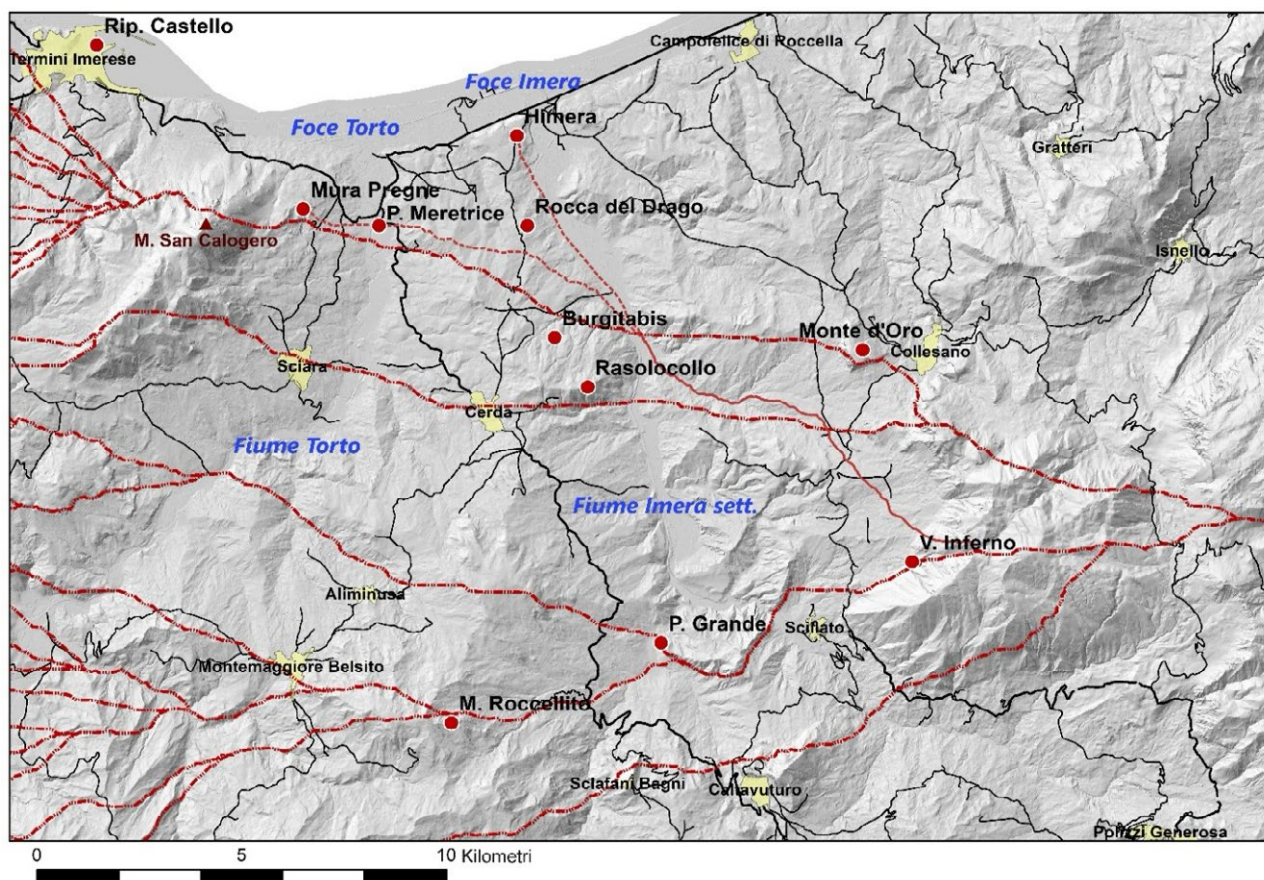 Rip. Castello
Termini Imerese
Campofelice di Roccella
Foce Imera
Himera
Foce Torto
Gratteri
Mura Pregne
P. Meretrice
Rocca del Drago
M. San Calogero
Isnello
Burgitabis
Monte d'Oro
Collesano
Sciara
Rasolocollo
Cerda
Fiume Torto
Fiume Imera sett.
V. Inferno
Aliminusa
P. Grande
Scillato
Montemaggiore Belsito
M. Roccellito
Sclafani Bagni
Caltavuturo
Polizzi Generosa
0 5 10 Kilometri